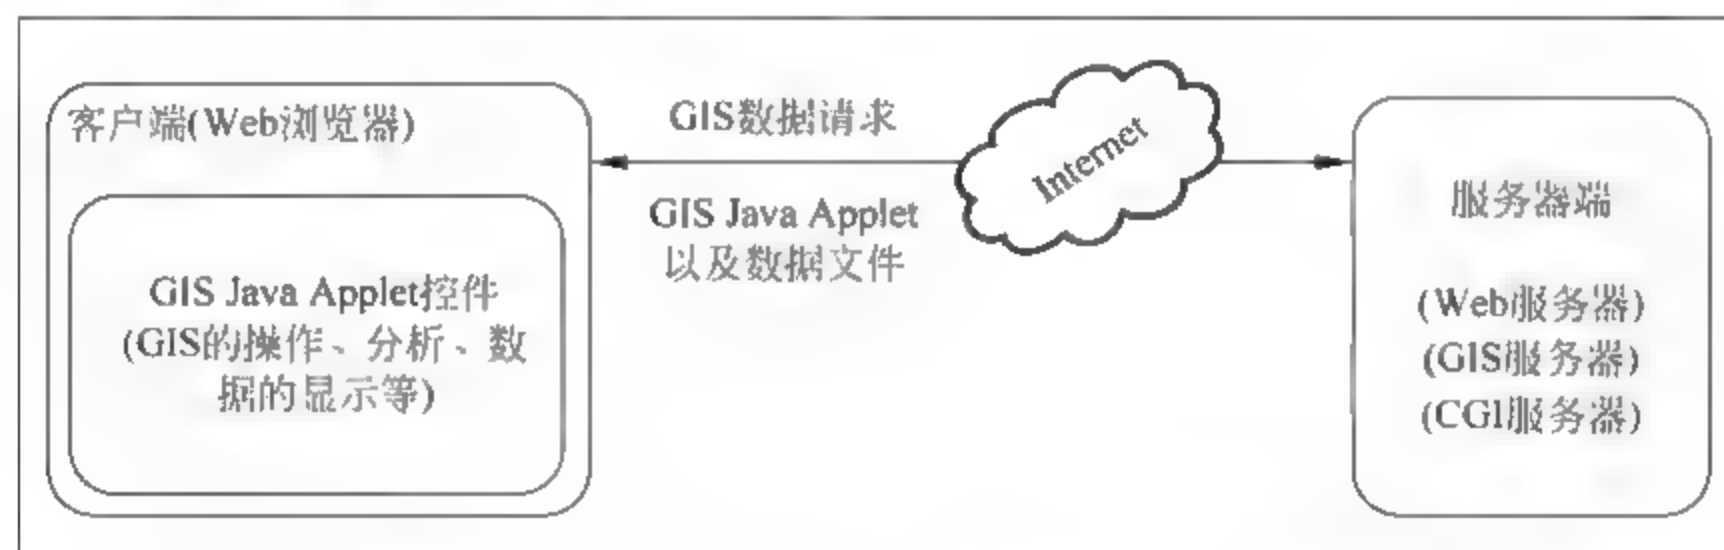 客户端(Web浏览器)
GIS Java Applet控件
(GIS的操作、分析、数
据的显示等)
GIS数据请求
GIS Java Applet
以及数据文件
Internet
服务器端
(Web服务器)
(GIS服务器)
(CGI服务器)